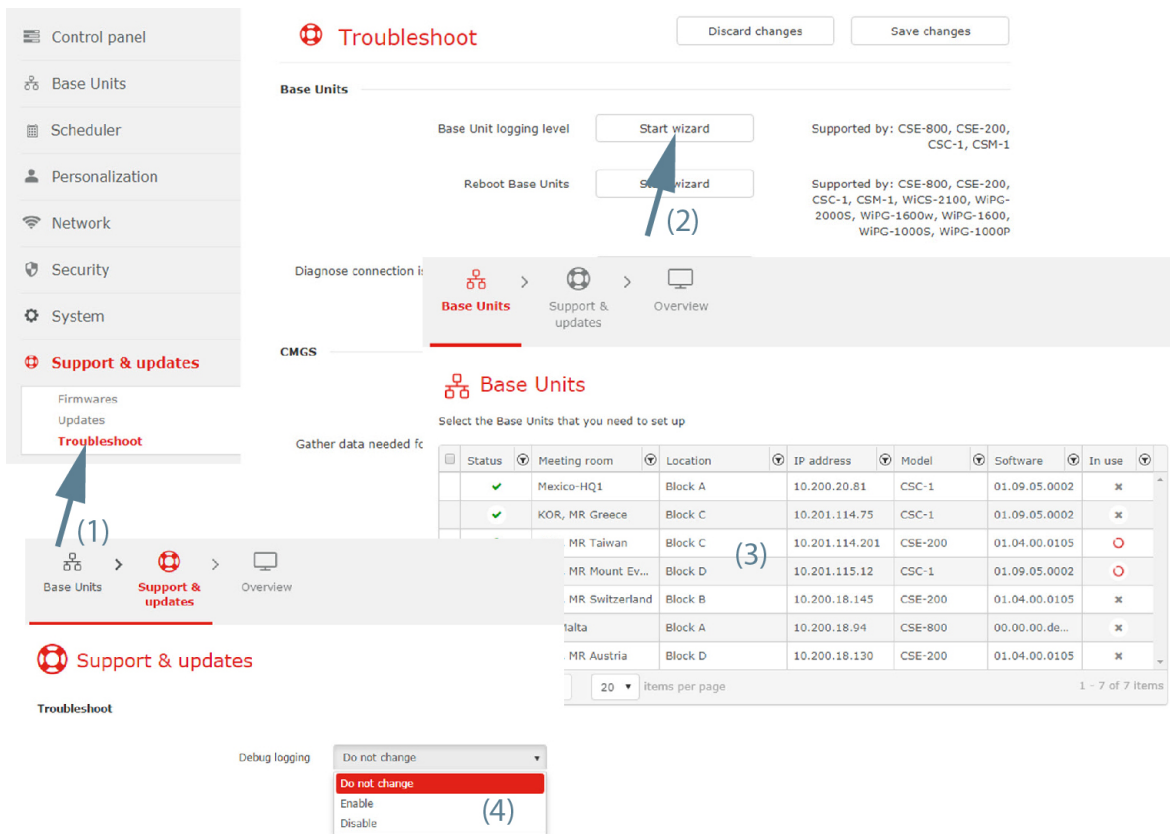 Control panel
Base Units
Scheduler
Personalization
Network
Security
System
Support & updates
Firmwares
Updates
Troubleshoot
(1)
Troubleshoot
Discard changes
Save changes
Base Units
Base Unit logging level
Start wizard
Supported by: CSE-800, CSE-200,
CSC-1, CSM-1
Reboot Base Units
wizard
Supported by: CSE-800, CSE-200,
CSC-1, CSM-1, WiCS-2100, WiPG-
2000S, WiPG-1600w, WiPG-1600,
WiPG-1000S, WiPG-1000P
(2)
Diagnose connection
CMGS
Gather data needed
Base Units
Support &
updates
Overview
Base Units
Select the Base Units that you need to set up
Status Meeting room Location IP address Model Software In use
Mexico-HQ1 Block A 10.200.20.81 CSC-1 01.09.05.0002
KOR, MR Greece Block C 10.201.114.75 CSC-1 01.09.05.0002
MR Taiwan Block C 10.201.114.201 CSE-200 01.04.00.0105
MR Mount Ev... Block D 10.201.115.12 CSC-1 01.09.05.0002
MR Switzerland Block B 10.200.18.145 CSE-200 01.04.00.0105
Malta Block A 10.200.18.94 CSE-800 00.00.00.de...
MR Austria Block D 10.200.18.130 CSE-200 01.04.00.0105
(3)
20 items per page
1 - 7 of 7 items
Base Units
Support &
updates
Overview
Support & updates
Troubleshoot
Debug logging
Do not change
Do not change
Enable
Disable
(4)